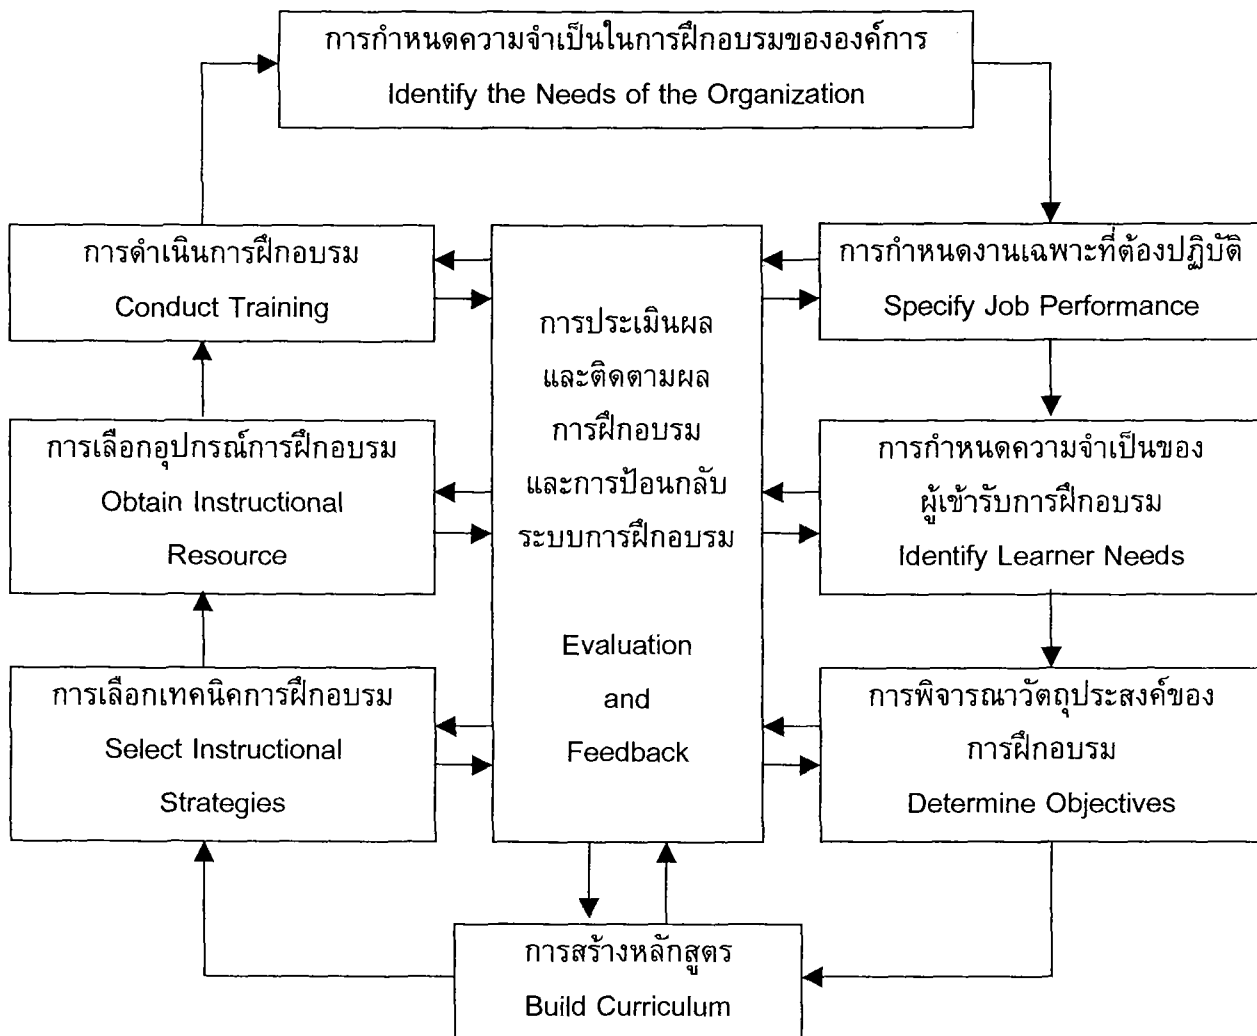 การกำหนดความจำเป็นในการฝึกอบรมขององค์การ
Identify the Needs of the Organization
การดำเนินการฝึกอบรม
Conduct Training
การประเมินผล
และติดตามผล
การฝึกอบรม
และการป้อนกลับ
ระบบการฝึกอบรม
Evaluation
and
Feedback
การกำหนดงานเฉพาะที่ต้องปฏิบัติ
Specify Job Performance
การเลือกอุปกรณ์การฝึกอบรม
Obtain Instructional
Resource
การกำหนดความจำเป็นของ
ผู้เข้ารับการฝึกอบรม
Identify Learner Needs
การเลือกเทคนิคการฝึกอบรม
Select Instructional
Strategies
การพิจารณาวัตถุประสงค์ของ
การฝึกอบรม
Determine Objectives
การสร้างหลักสูตร
Build Curriculum